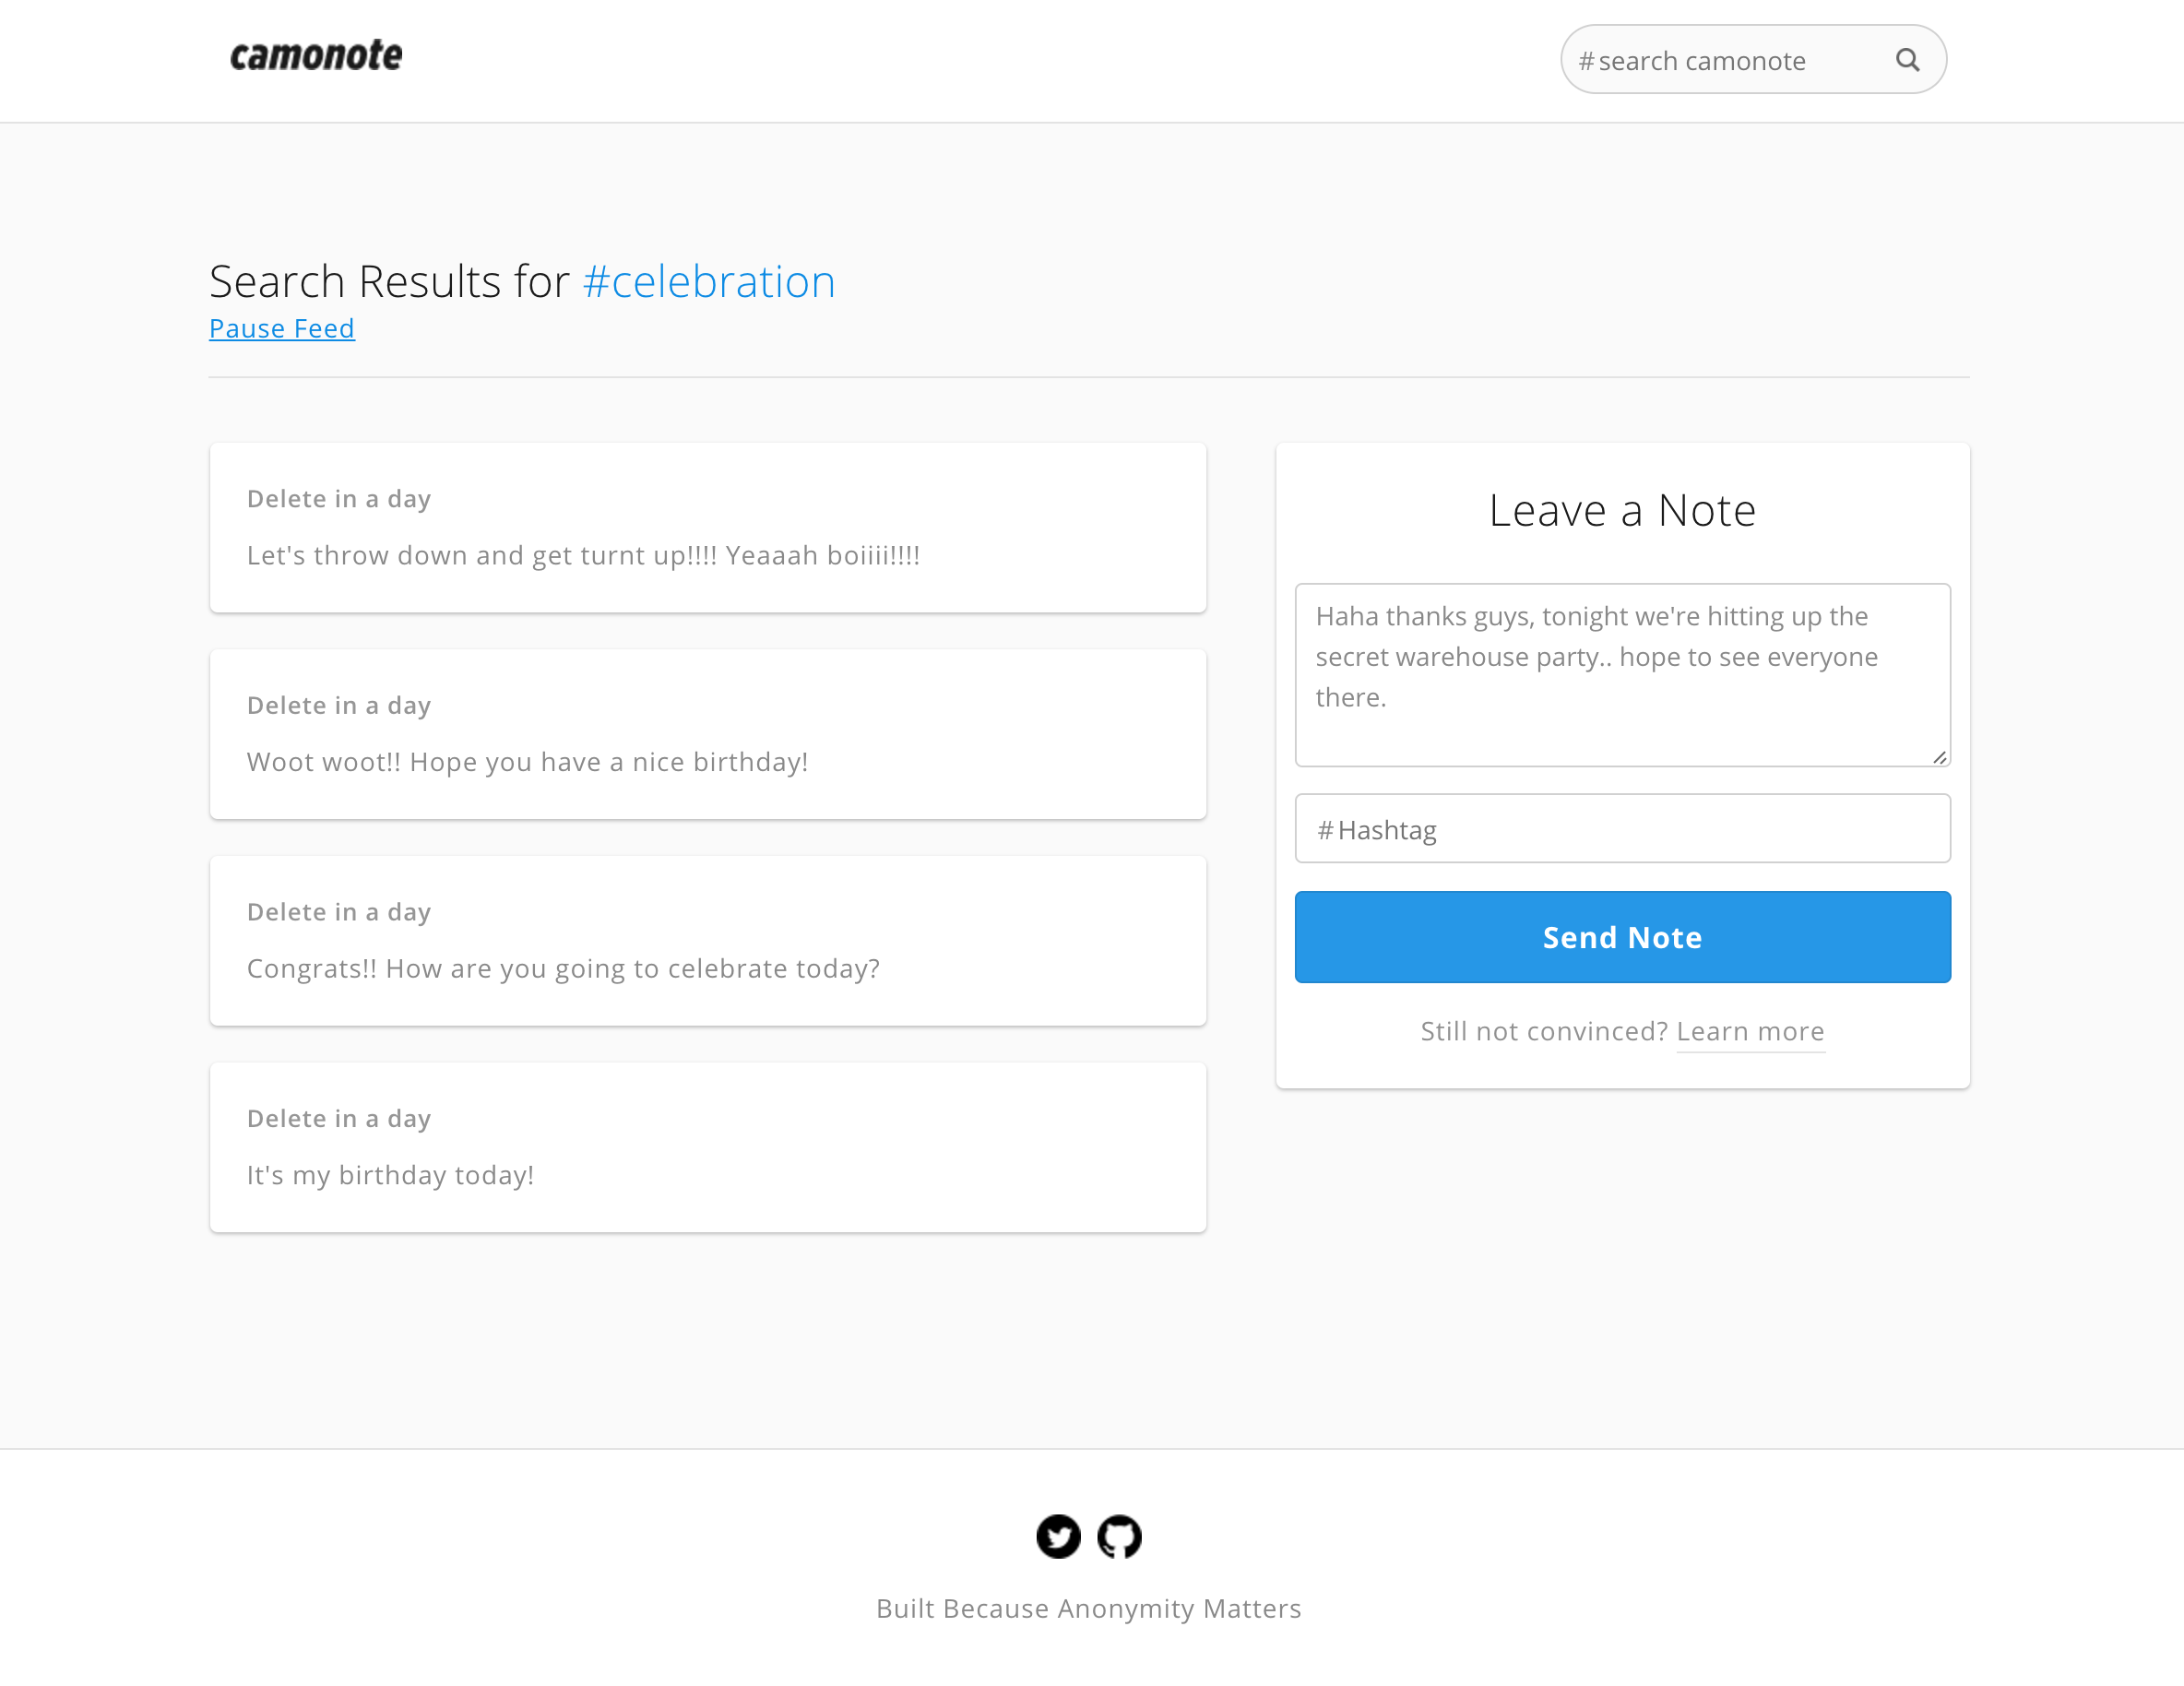 camonote
# search camonote
Search Results for #celebration
Pause Feed
Delete in a day
Let's throw down and get turnt up!!!! Yeaaah boiiii!!!!
Delete in a day
Woot woot!! Hope you have a nice birthday!
Delete in a day
Congrats!! How are you going to celebrate today?
Delete in a day
It's my birthday today!
Leave a Note
Haha thanks guys, tonight we're hitting up the
secret warehouse party.. hope to see everyone
there.
# Hashtag
Send Note
Still not convinced? Learn more
Built Because Anonymity Matters